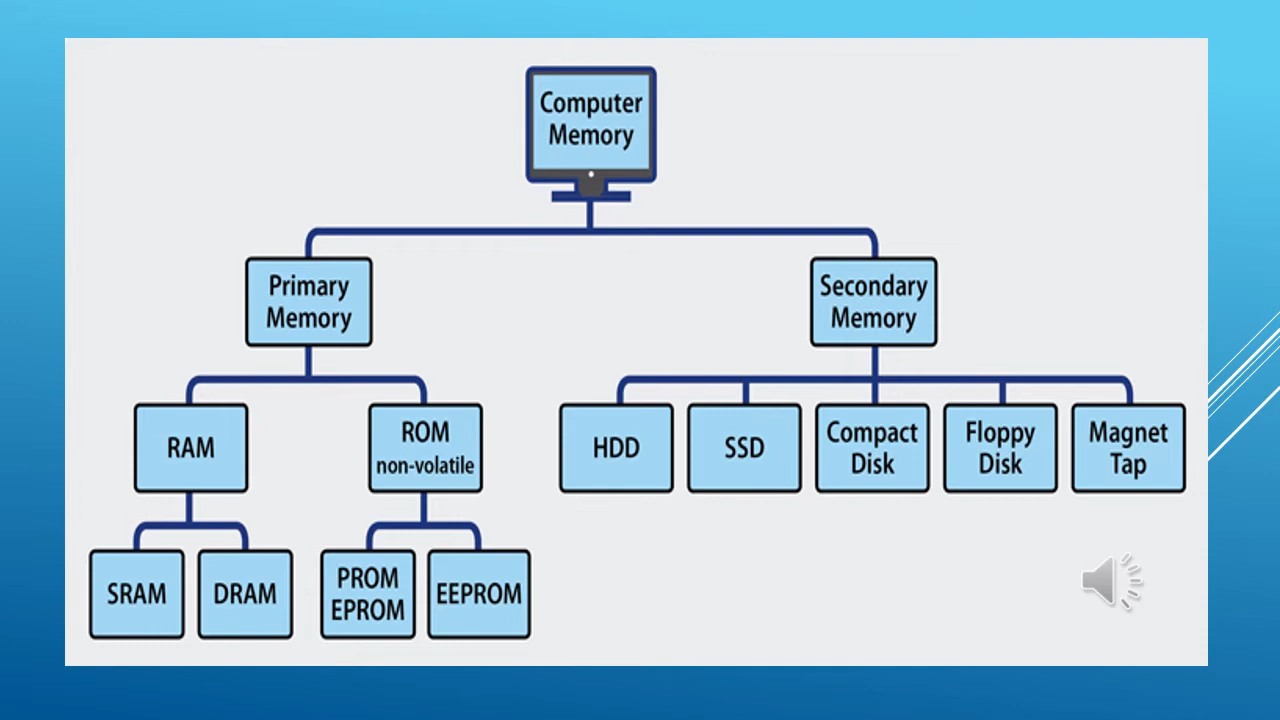 Computer
Memory
Primary
Memory
Secondary
Memory
RAM
ROM
non-volatile
HDD
SSD
Compact
Disk
Floppy
Disk
Magnet
Tap
SRAM
DRAM
PROM
EPROM
EEPROM